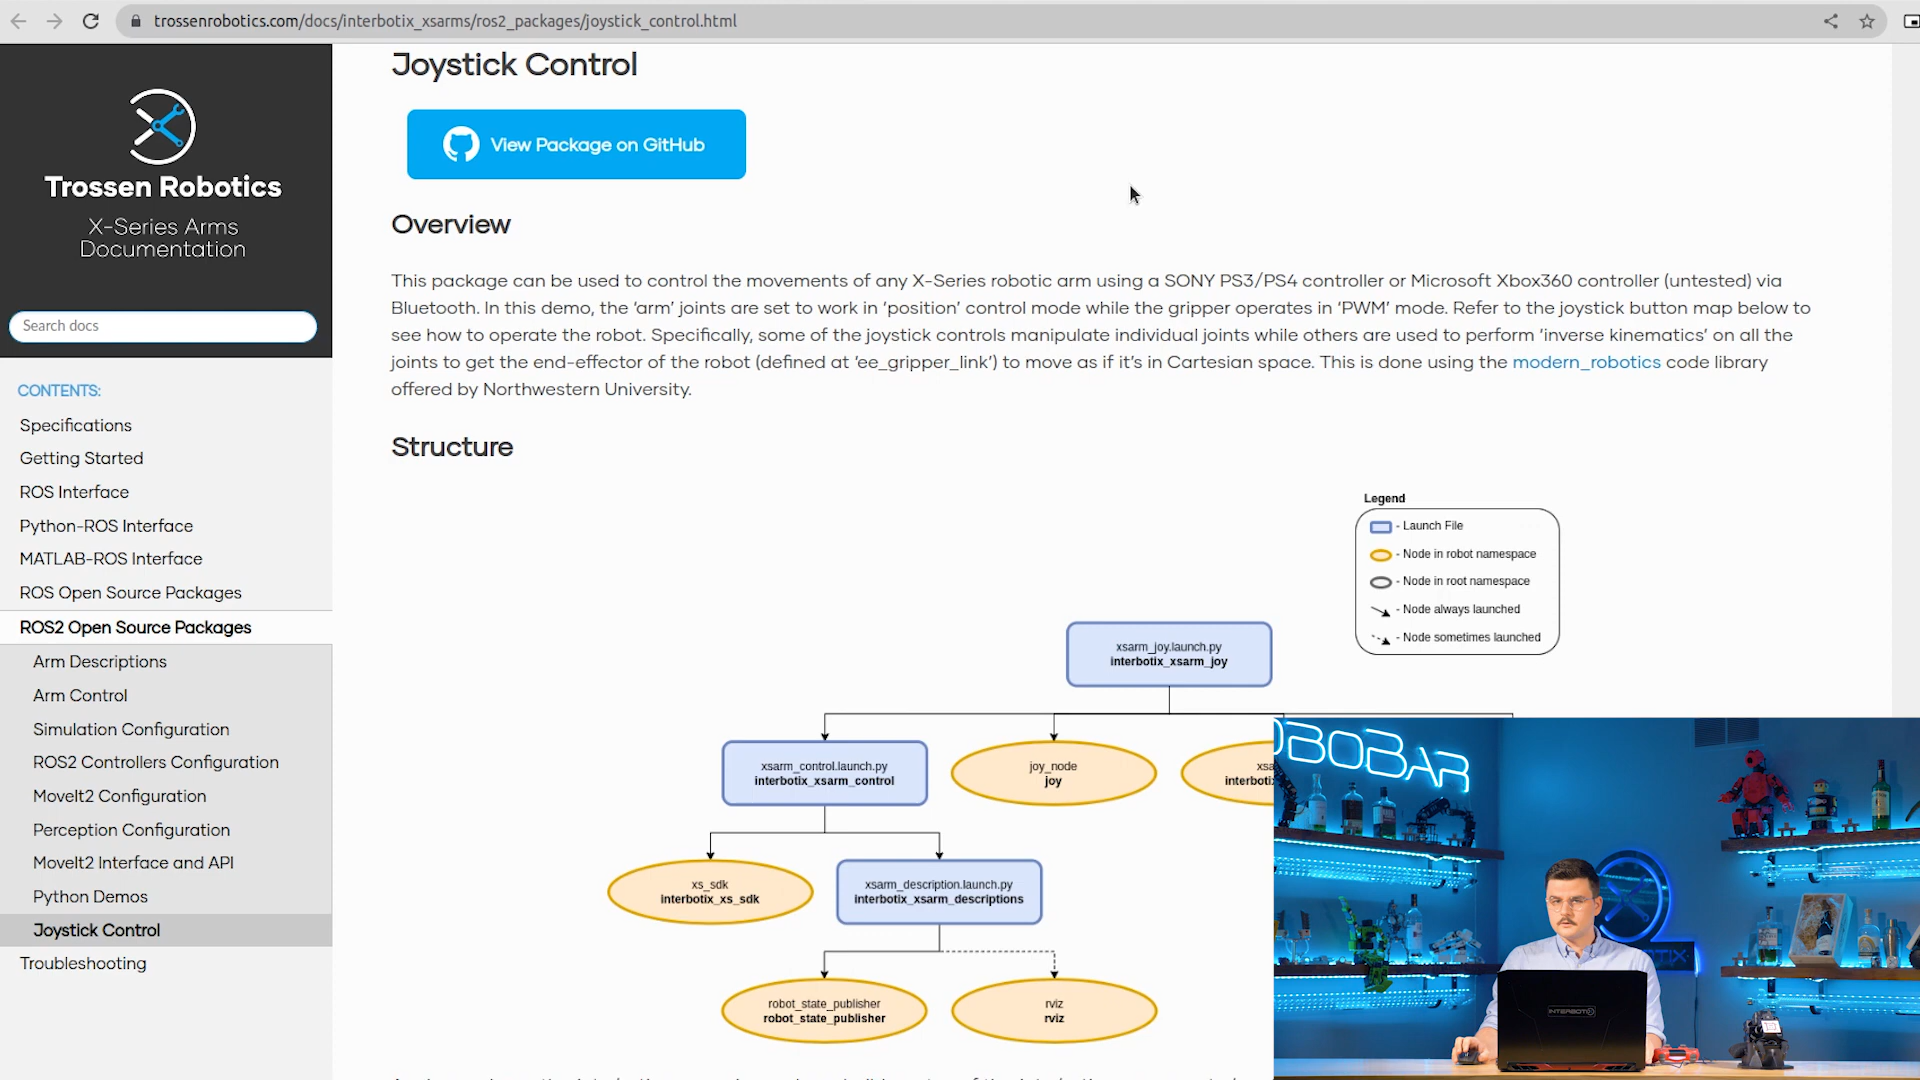 trossenrobotics.com/docs/interbotix_xsarms/ros2_packages/joystick_control.html
Trossen Robotics
X-Series Arms
Documentation
Search docs
CONTENTS:
Specifications
Getting Started
ROS Interface
Python-ROS Interface
MATLAB-ROS Interface
ROS Open Source Packages
ROS2 Open Source Packages
Arm Descriptions
Arm Control
Simulation Configuration
ROS2 Controllers Configuration
MoveIt2 Configuration
Perception Configuration
MoveIt2 Interface and API
Python Demos
Joystick Control
Troubleshooting
Joystick Control
View Package on GitHub
Overview
This package can be used to control the movements of any X-Series robotic arm using a SONY PS3/PS4 controller or Microsoft Xbox360 controller (untested) via
Bluetooth. In this demo, the ‘arm’ joints are set to work in ‘position’ control mode while the gripper operates in ‘PWM’ mode. Refer to the joystick button map below to
see how to operate the robot. Specifically, some of the joystick controls manipulate individual joints while others are used to perform ‘inverse kinematics’ on all the
joints to get the end-effector of the robot (defined at ‘ee_gripper_link’) to move as if it’s in Cartesian space. This is done using the modern_robotics code library
offered by Northwestern University.
Structure
Legend
- Launch File
- Node in robot namespace
- Node in root namespace
- Node always launched
- Node sometimes launched
xsarm_joy.launch.py
interbotix_xsarm_joy
xsarm_control.launch.py
interbotix_xsarm_control
joy_node
joy
xsa
interboti
xs_sdk
interbotix_xs_sdk
xsarm_description.launch.py
interbotix_xsarm_descriptions
robot_state_publisher
robot_state_publisher
rviz
rviz
OBOBAR
TIX
INTERBOTIX